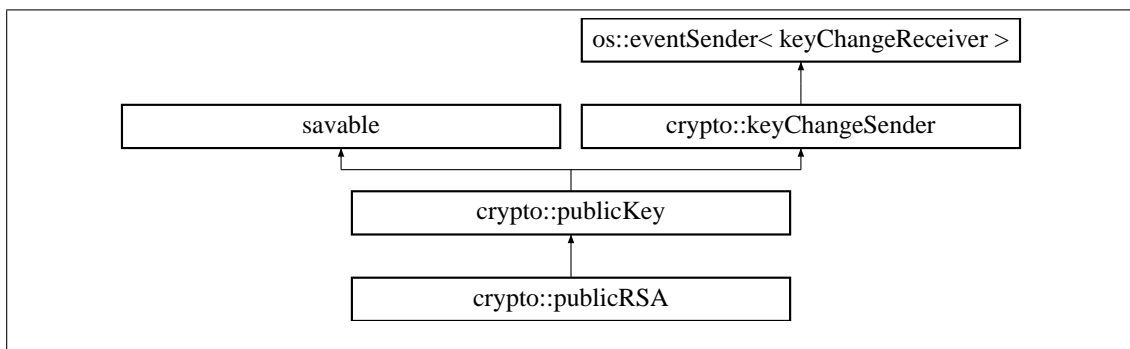 os::eventSender< keyChangeReceiver >
savable
crypto::keyChangeSender
crypto::publicKey
crypto::publicRSA